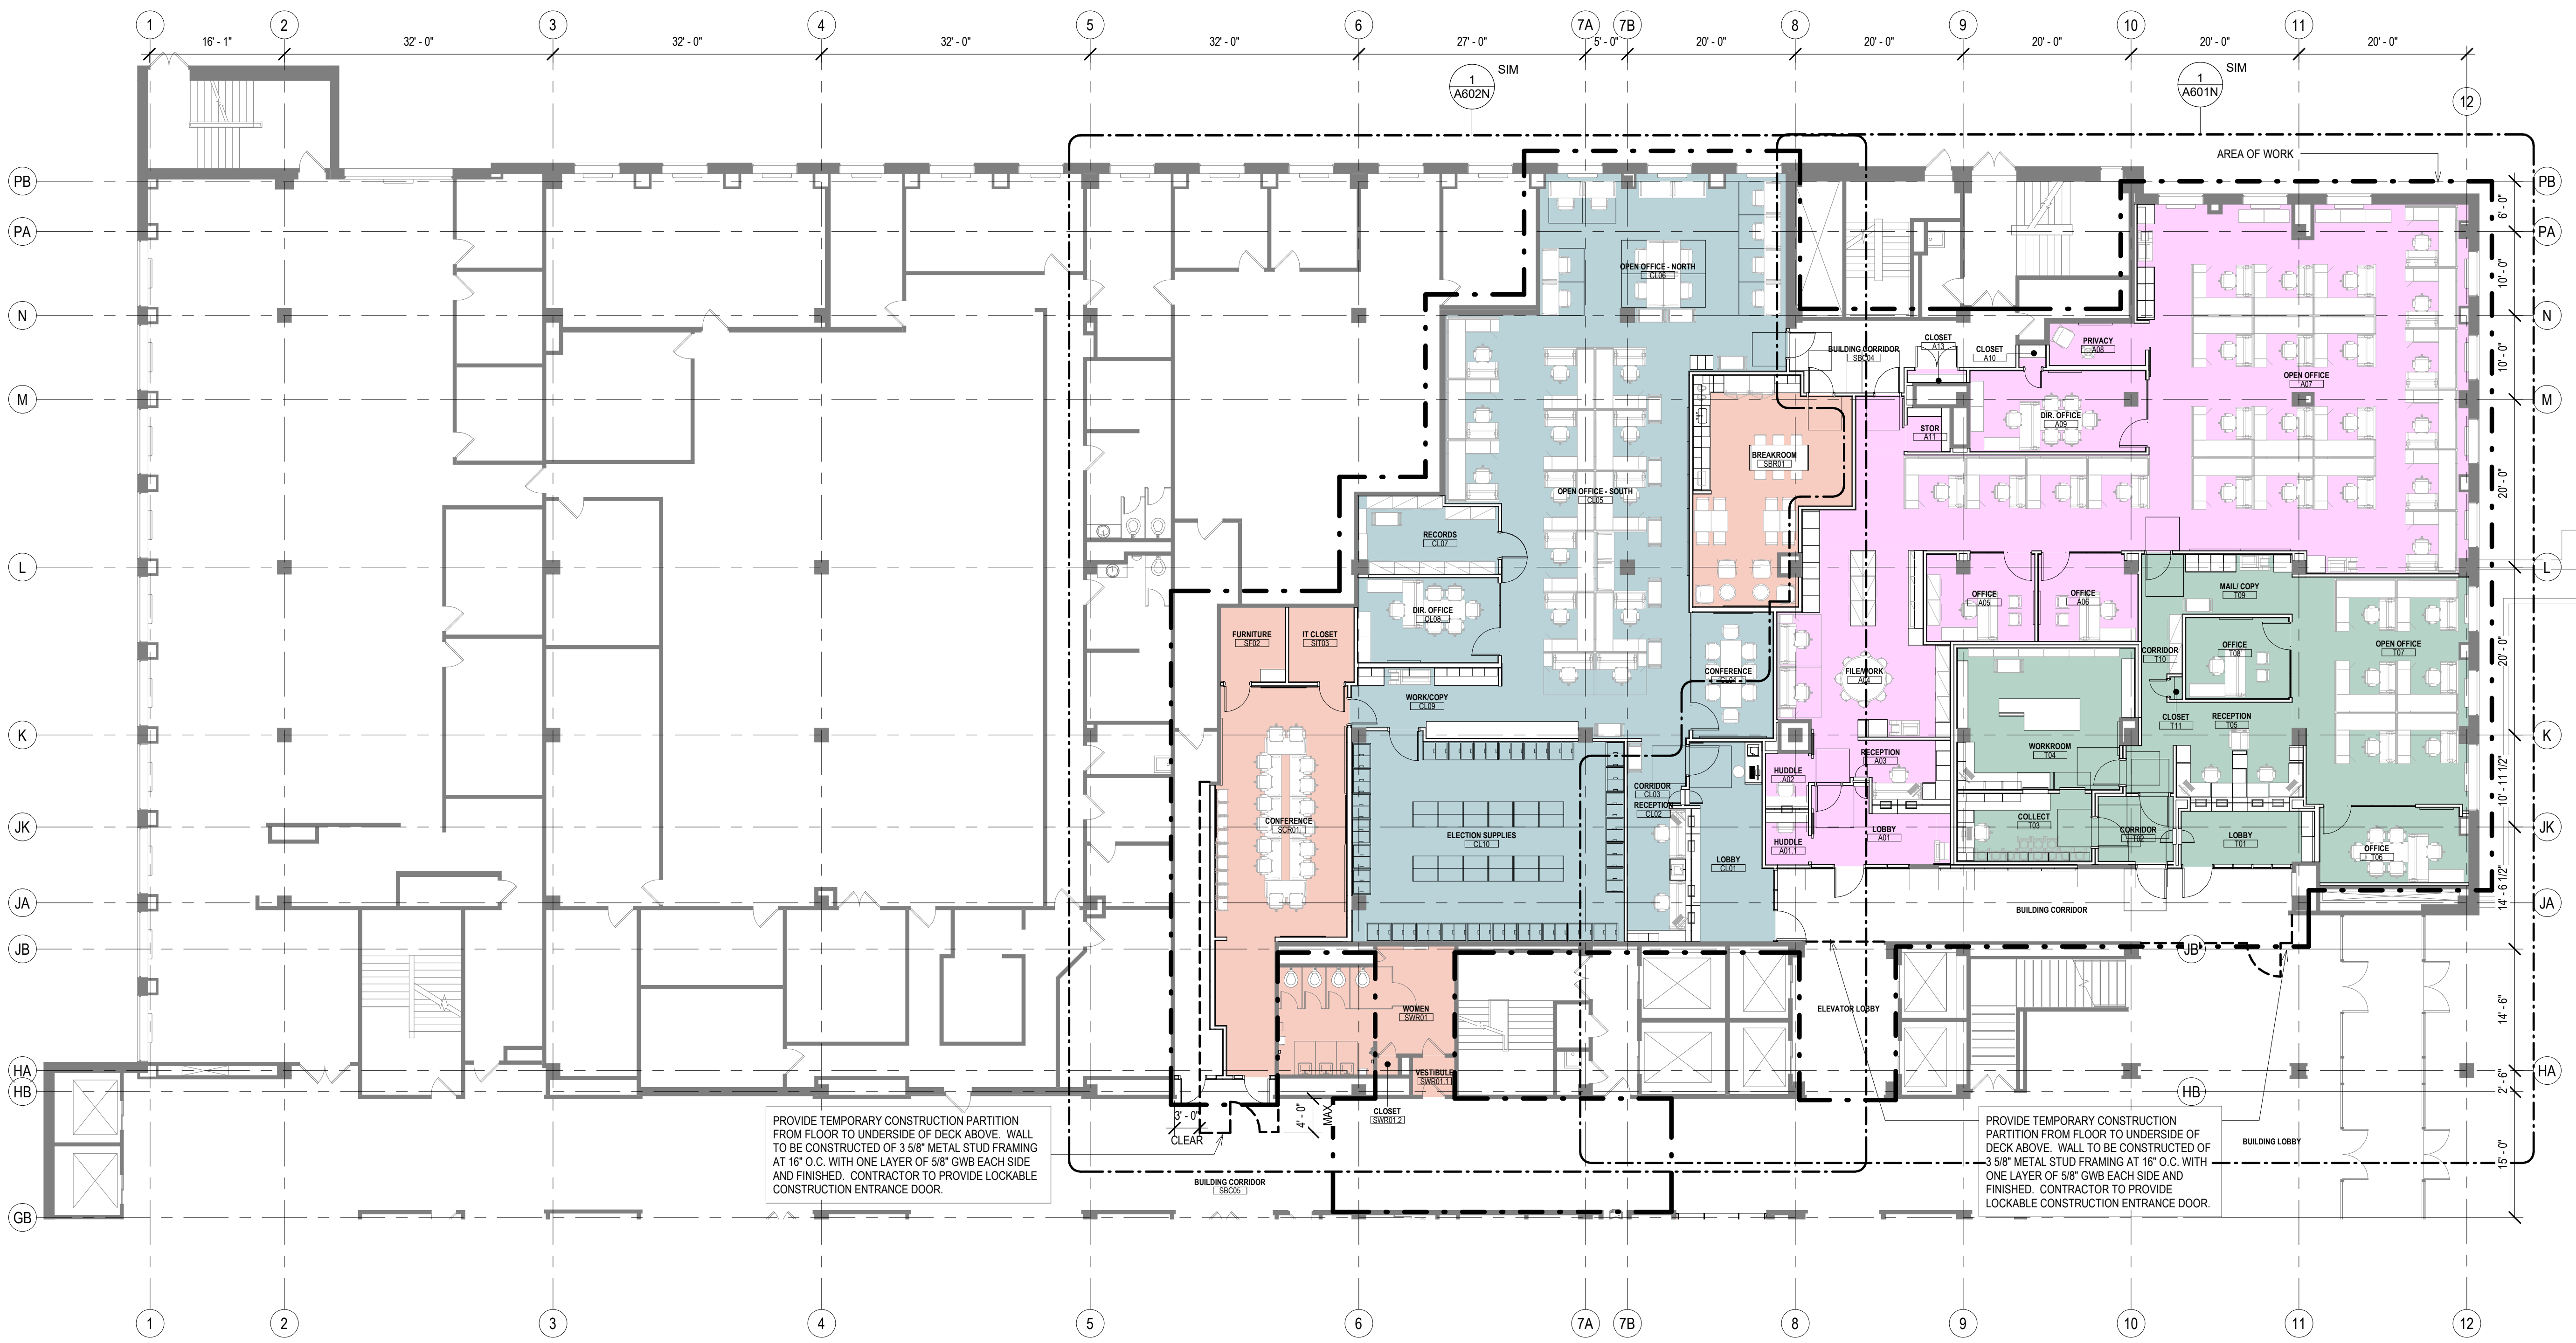 1 2 3 4 5 6 7A 7B 8 9 10 11
16' - 1" 32' - 0" 32' - 0" 32' - 0" 32' - 0" 27' - 0" 5' - 0" 20' - 0" 20' - 0" 20' - 0" 20' - 0" 20' - 0"
1
A602N
SIM
1
A601N
SIM
12
AREA OF WORK
PB PB
6' - 0"
PA PA
10' - 0"
N N
10' - 0"
M M
20' - 0"
L L
20' - 0"
K K
10' - 11 1/2"
JK JK
14' - 6 1/2"
JA JA
JB JB
14' - 6"
HA HA
2' - 6"
HB HB
15' - 0"
GB
OPEN OFFICE - NORTH
CL06
BUILDING CORRIDOR
SBC04
CLOSET
A13
CLOSET
A10
PRIVACY
A08
OPEN OFFICE
A07
DIR. OFFICE
A09
STOR
A11
BREAKROOM
SBR01
OPEN OFFICE - SOUTH
CL05
RECORDS
CL07
DIR. OFFICE
CL08
OFFICE
A05
OFFICE
A06
MAIL/ COPY
T09
FURNITURE
SF02
IT CLOSET
SIT03
CONFERENCE
CL04
FILE/WORK
A04
CORRIDOR
T10
OFFICE
T08
OPEN OFFICE
T07
WORK/COPY
CL09
CLOSET
T11
RECEPTION
T05
WORKROOM
T04
RECEPTION
A03
HUDDLE
A02
CORRIDOR
CL03
RECEPTION
CL02
CONFERENCE
SCR01
ELECTION SUPPLIES
CL10
LOBBY
CL01
HUDDLE
A01.1
LOBBY
A01
COLLECT
T03
CORRIDOR
T02
LOBBY
T01
OFFICE
T06
BUILDING CORRIDOR
WOMEN
SWR01
ELEVATOR LOBBY
VESTIBULE
SWR01.1
CLOSET
SWR01.2
3' - 0"
CLEAR
4' - 0"
MAX
PROVIDE TEMPORARY CONSTRUCTION PARTITION
FROM FLOOR TO UNDERSIDE OF DECK ABOVE. WALL
TO BE CONSTRUCTED OF 3 5/8" METAL STUD FRAMING
AT 16" O.C. WITH ONE LAYER OF 5/8" GWB EACH SIDE
AND FINISHED. CONTRACTOR TO PROVIDE LOCKABLE
CONSTRUCTION ENTRANCE DOOR.
BUILDING CORRIDOR
SBC05
PROVIDE TEMPORARY CONSTRUCTION
PARTITION FROM FLOOR TO UNDERSIDE OF
DECK ABOVE. WALL TO BE CONSTRUCTED OF
3 5/8" METAL STUD FRAMING AT 16" O.C. WITH
ONE LAYER OF 5/8" GWB EACH SIDE AND
FINISHED. CONTRACTOR TO PROVIDE
LOCKABLE CONSTRUCTION ENTRANCE DOOR.
BUILDING LOBBY
1 2 3 4 5 6 7A 7B 8 9 10 11 12